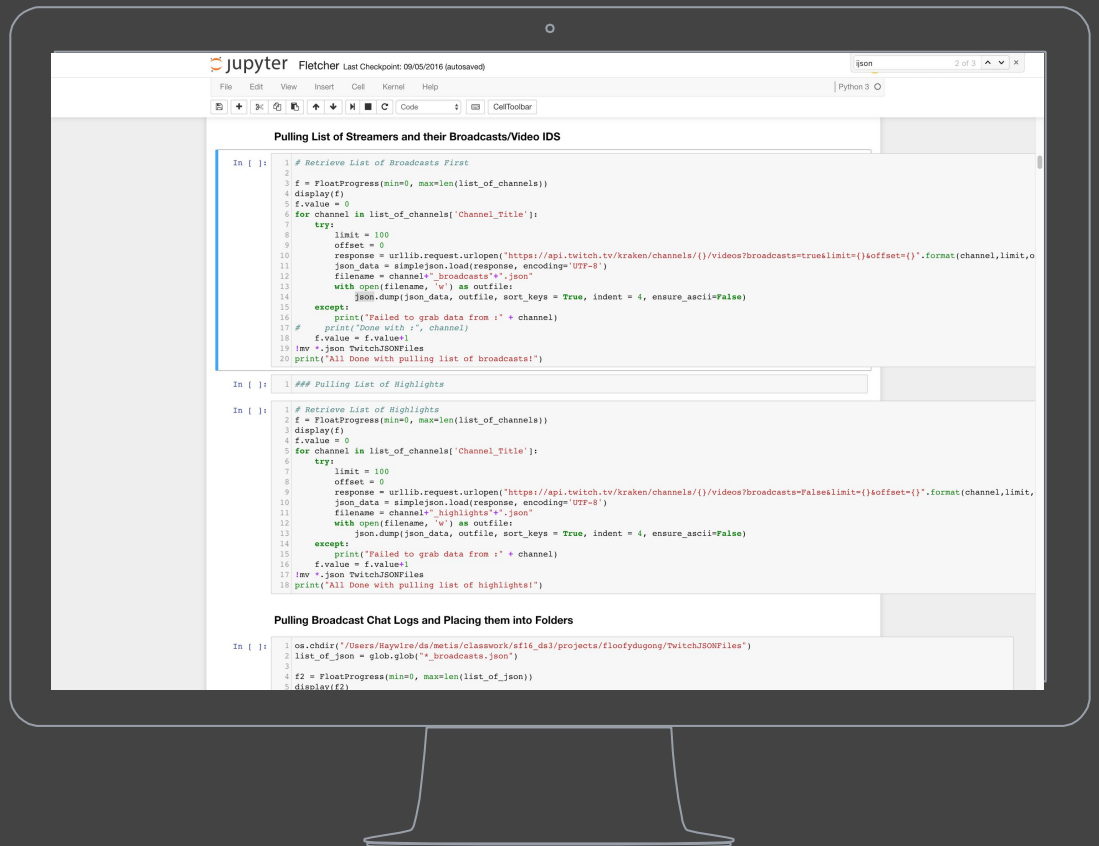 jupyter Fletcher Last Checkpoint: 09/05/2016 (autosaved)
ijson 2 of 3
File Edit View Insert Cell Kernel Help Python 3
Code CellToolbar
Pulling List of Streamers and their Broadcasts/Video IDS
In [ ]:
1 # Retrieve List of Broadcasts First
2
3 f = FloatProgress(min=0, max=len(list_of_channels))
4 display(f)
5 f.value = 0
6 for channel in list_of_channels['Channel_Title']:
7     try:
8         limit = 100
9         offset = 0
10         response = urllib.request.urlopen("https://api.twitch.tv/kraken/channels/{}/videos?broadcasts=true&limit={}&offset={}".format(channel,limit,o
11         json_data = simplejson.load(response, encoding='UTF-8')
12         filename = channel+"_broadcasts"+".json"
13         with open(filename, 'w') as outfile:
14             json.dump(json_data, outfile, sort_keys = True, indent = 4, ensure_ascii=False)
15     except:
16         print("Failed to grab data from :" + channel)
17 #     print("Done with :", channel)
18     f.value = f.value+1
19 !mv *.json TwitchJSONFiles
20 print("All Done with pulling list of broadcasts!")
In [ ]:
1 ### Pulling List of Highlights
In [ ]:
1 # Retrieve List of Highlights
2 f = FloatProgress(min=0, max=len(list_of_channels))
3 display(f)
4 f.value = 0
5 for channel in list_of_channels['Channel_Title']:
6     try:
7         limit = 100
8         offset = 0
9         response = urllib.request.urlopen("https://api.twitch.tv/kraken/channels/{}/videos?broadcasts=False&limit={}&offset={}".format(channel,limit,
10         json_data = simplejson.load(response, encoding='UTF-8')
11         filename = channel+"_highlights"+".json"
12         with open(filename, 'w') as outfile:
13             json.dump(json_data, outfile, sort_keys = True, indent = 4, ensure_ascii=False)
14     except:
15         print("Failed to grab data from :" + channel)
16     f.value = f.value+1
17 !mv *.json TwitchJSONFiles
18 print("All Done with pulling list of highlights!")
Pulling Broadcast Chat Logs and Placing them into Folders
In [ ]:
1 os.chdir("/Users/Haywire/ds/metis/classwork/sf16_ds3/projects/floofydugong/TwitchJSONFiles")
2 list_of_json = glob.glob("*_broadcasts.json")
3
4 f2 = FloatProgress(min=0, max=len(list_of_json))
5 display(f2)